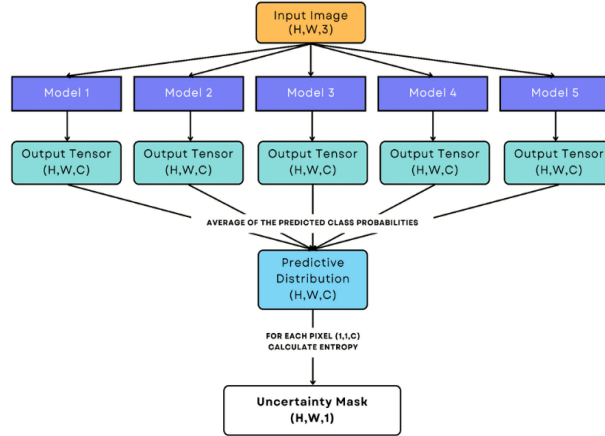 Input Image
(H,W,3)
Model 1
Model 2
Model 3
Model 4
Model 5
Output Tensor
(H,W,C)
Output Tensor
(H,W,C)
Output Tensor
(H,W,C)
Output Tensor
(H,W,C)
Output Tensor
(H,W,C)
AVERAGE OF THE PREDICTED CLASS PROBABILITIES
Predictive
Distribution
(H,W,C)
FOR EACH PIXEL (1,1,C)
CALCULATE ENTROPY
Uncertainty Mask
(H,W,1)